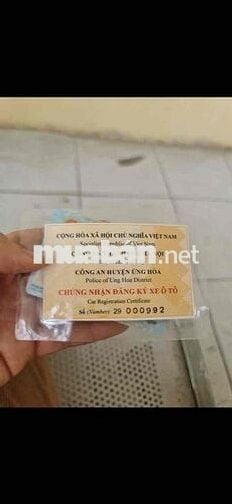 CỘNG HÒA XÃ HỘI CHỦ NGHĨA VIỆT NAM
Socialist Republic of Viet Nam
muaban.net
CÔNG AN HUYỆN ỨNG HÒA
Police of Ung Hoa District
CHỨNG NHẬN ĐĂNG KÝ XE Ô TÔ
Car Registration Certificate
Số (Number) 29 000992